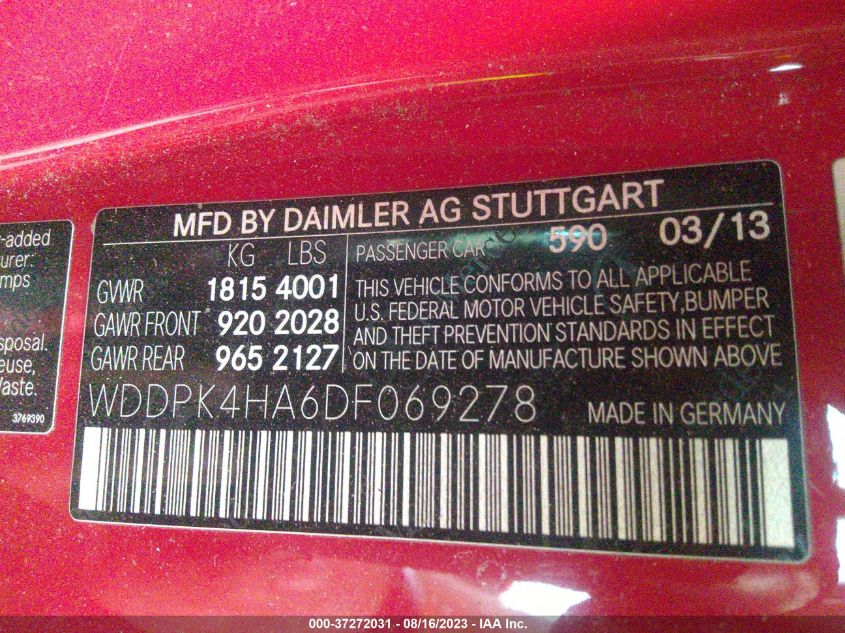 MFD BY DAIMLER AG STUTTGART
KG LBS
GVWR 1815 4001
GAWR FRONT 920 2028
GAWR REAR 965 2127
PASSENGER CAR 590 03/13
THIS VEHICLE CONFORMS TO ALL APPLICABLE
U.S. FEDERAL MOTOR VEHICLE SAFETY, BUMPER
AND THEFT PREVENTION STANDARDS IN EFFECT
ON THE DATE OF MANUFACTURE SHOWN ABOVE
WDDPK4HA6DF069278 MADE IN GERMANY
-added
urer:
mps
sposal.
euse,
Waste.
3769390
000-37272031 - 08/16/2023 - © IAA Inc.